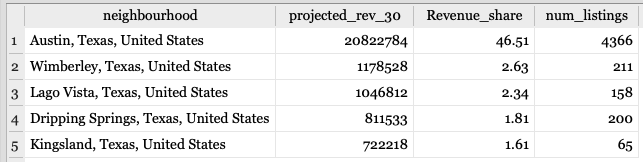 neighbourhood projected_rev_30 Revenue_share num_listings
1 Austin, Texas, United States 20822784 46.51 4366
2 Wimberley, Texas, United States 1178528 2.63 211
3 Lago Vista, Texas, United States 1046812 2.34 158
4 Dripping Springs, Texas, United States 811533 1.81 200
5 Kingsland, Texas, United States 722218 1.61 65